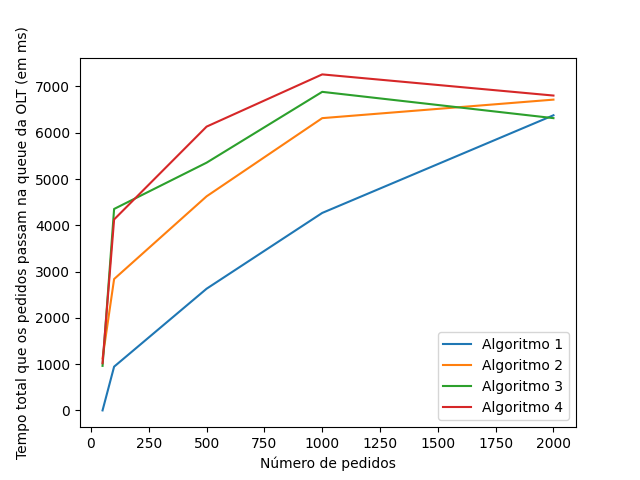 Tempo total que os pedidos passam na queue da OLT (em ms)
7000
6000
5000
4000
3000
2000
1000
0
Algoritmo 1
Algoritmo 2
Algoritmo 3
Algoritmo 4
0 250 500 750 1000 1250 1500 1750 2000
Número de pedidos